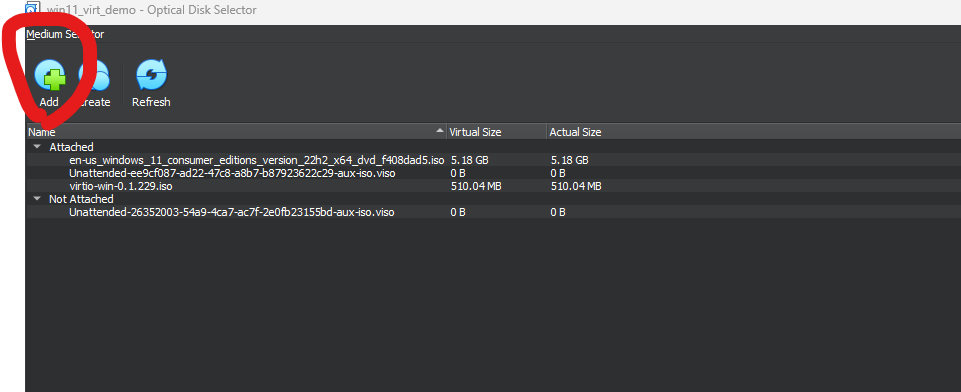 win11_virt_demo - Optical Disk Selector
Medium Selector
Add Create Refresh
Name Virtual Size Actual Size
Attached
en-us_windows_11_consumer_editions_version_22h2_x64_dvd_f408dad5.iso 5.18 GB 5.18 GB
Unattended-ee9cf087-ad22-47c8-a8b7-b87923622c29-aux-iso.viso 0 B 0 B
virtio-win-0.1.229.iso 510.04 MB 510.04 MB
Not Attached
Unattended-26352003-54a9-4ca7-ac7f-2e0fb23155bd-aux-iso.viso 0 B 0 B